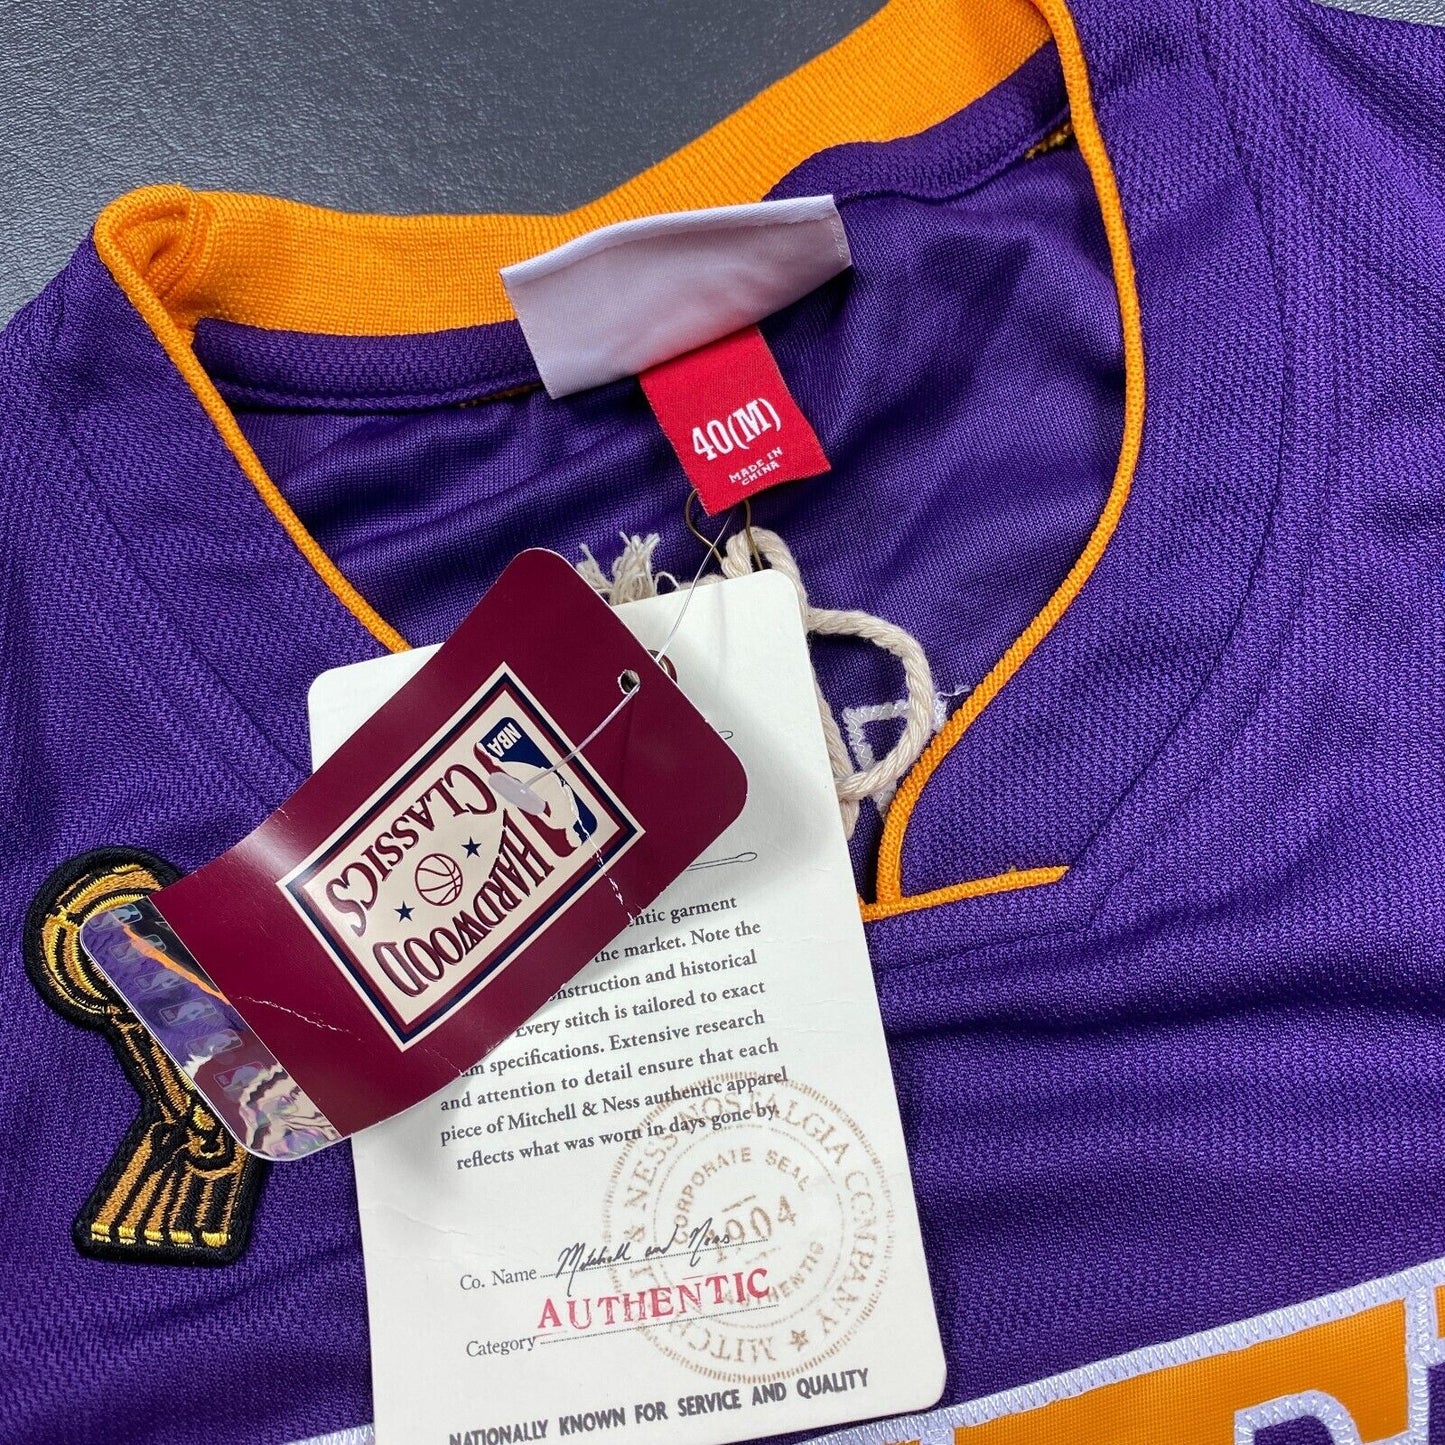 40(M)
MADE IN
CHINA
NBA
HARDWOOD
CLASSICS
garment
the market. Note the
and historical
Every stitch is tailored to exact
specifications. Extensive research
and attention to detail ensure that each
piece of Mitchell & Ness authentic apparel
reflects what was worn in days gone by.
& NESS NOSTALGIA COMPANY
CORPORATE SEAL
1904
AUTHENTIC
Co. Name Mitchell and Ness
Category AUTHENTIC
NATIONALLY KNOWN FOR SERVICE AND QUALITY